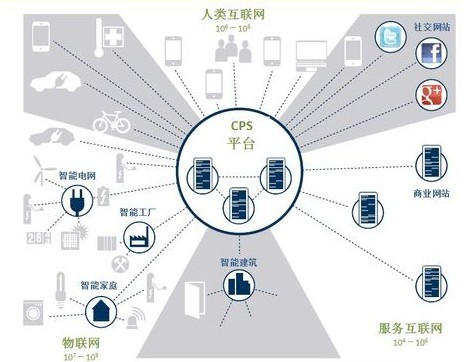 人类互联网
10⁶－10⁸
社交网站
CPS
平台
智能电网
商业网站
智能工厂
智能建筑
智能家庭
物联网
10⁷－10⁹
服务互联网
10⁴－10⁶